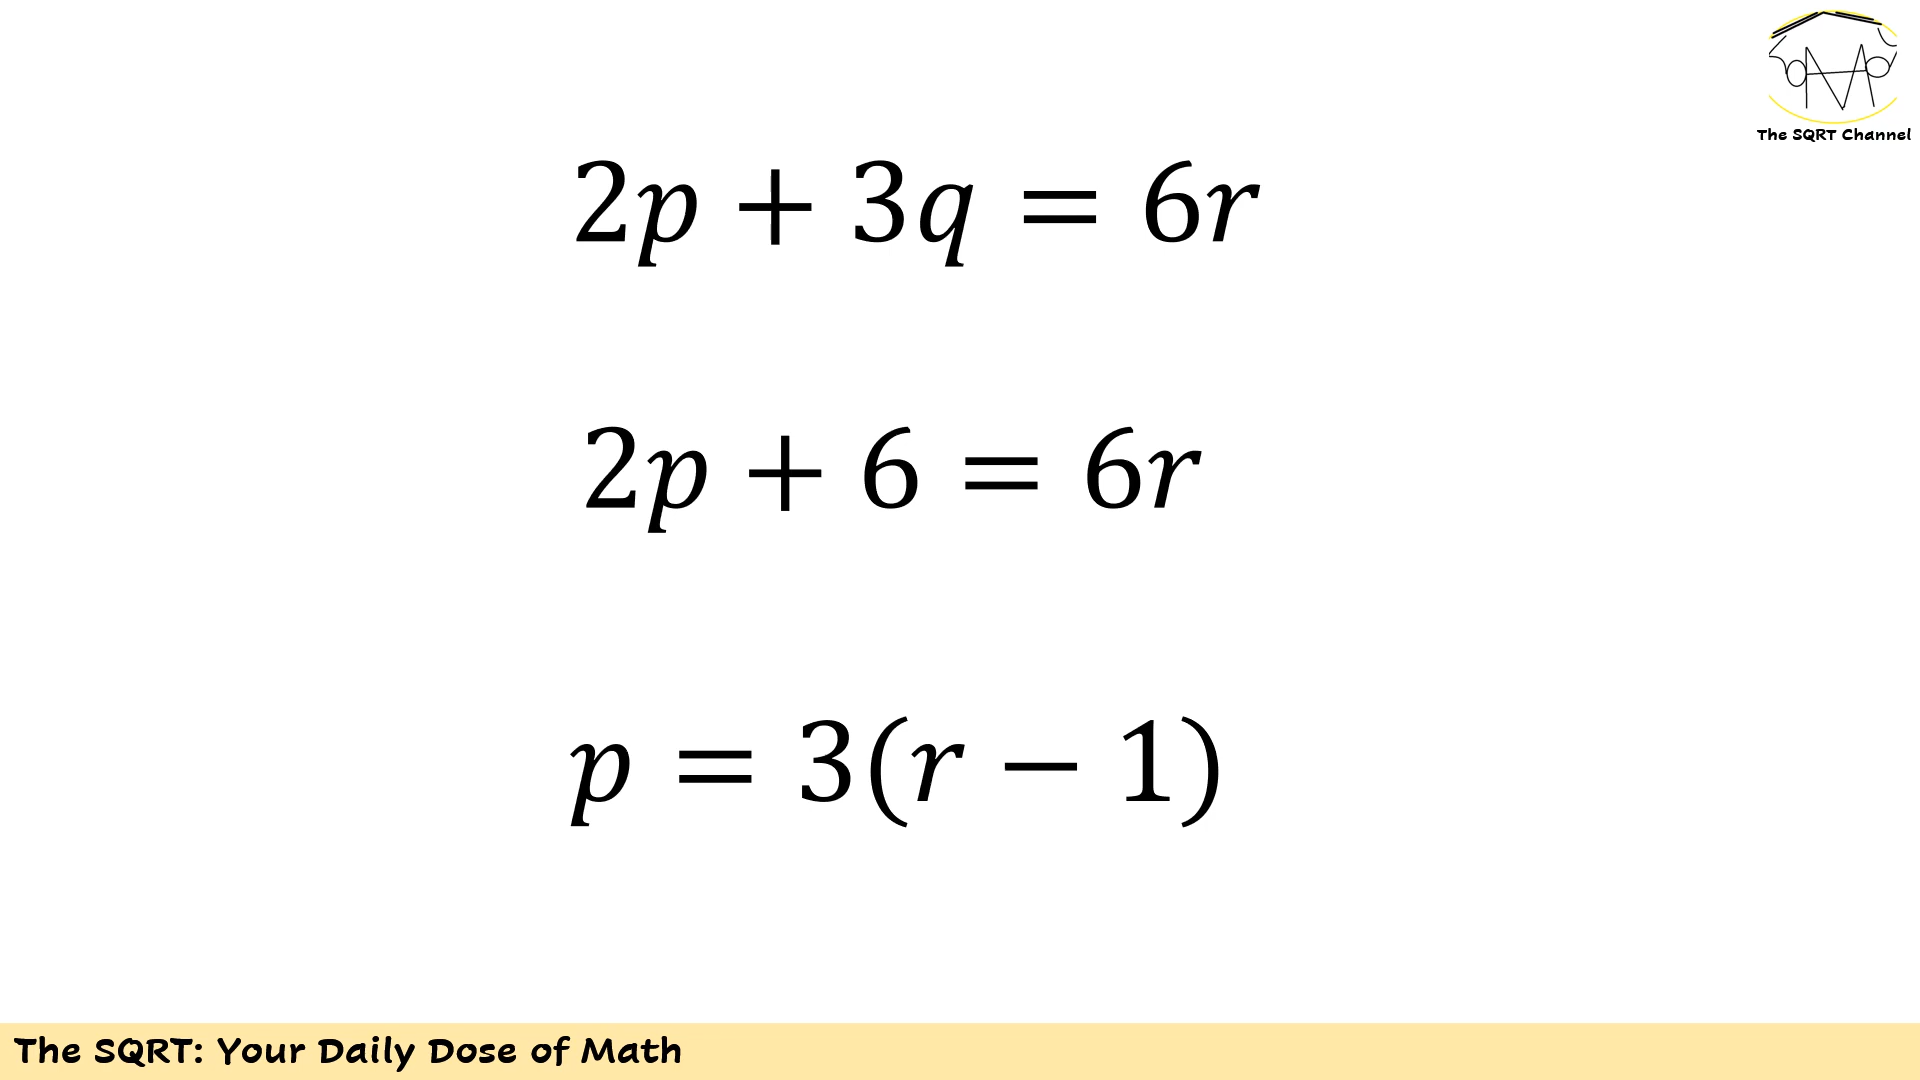 The SQRT Channel
2p + 3q = 6r
2p + 6 = 6r
p = 3(r − 1)
The SQRT: Your Daily Dose of Math